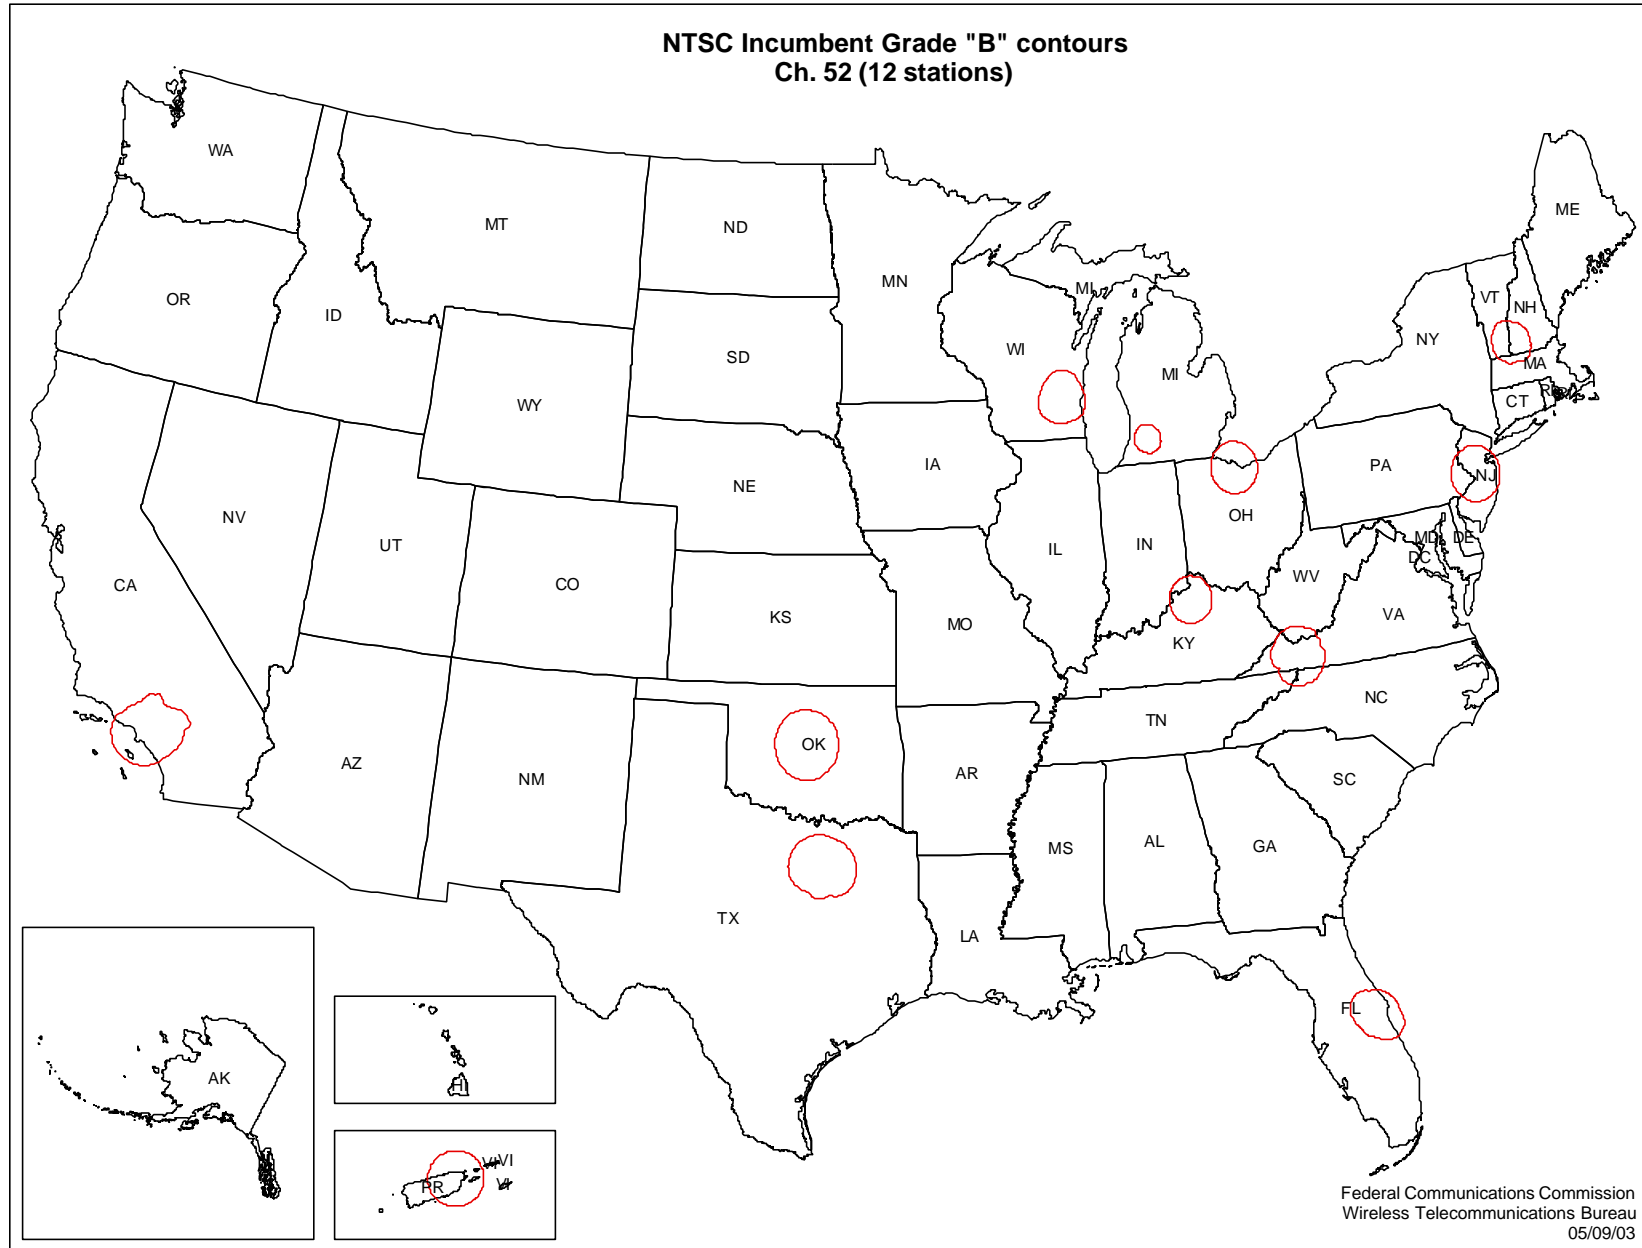 NTSC Incumbent Grade "B" contours
Ch. 52 (12 stations)
WA
MT
ND
MN
ME
OR
ID
SD
WI
MI
MI
NY
VT
NH
MA
CT
RI
WY
NE
IA
PA
NJ
NV
UT
CO
KS
MO
IL
IN
OH
WV
MD
DE
DC
VA
CA
KY
NC
TN
AZ
NM
OK
AR
SC
MS
AL
GA
TX
LA
FL
AK
HI
PR
VI
VI
VI
Federal Communications Commission
Wireless Telecommunications Bureau
05/09/03